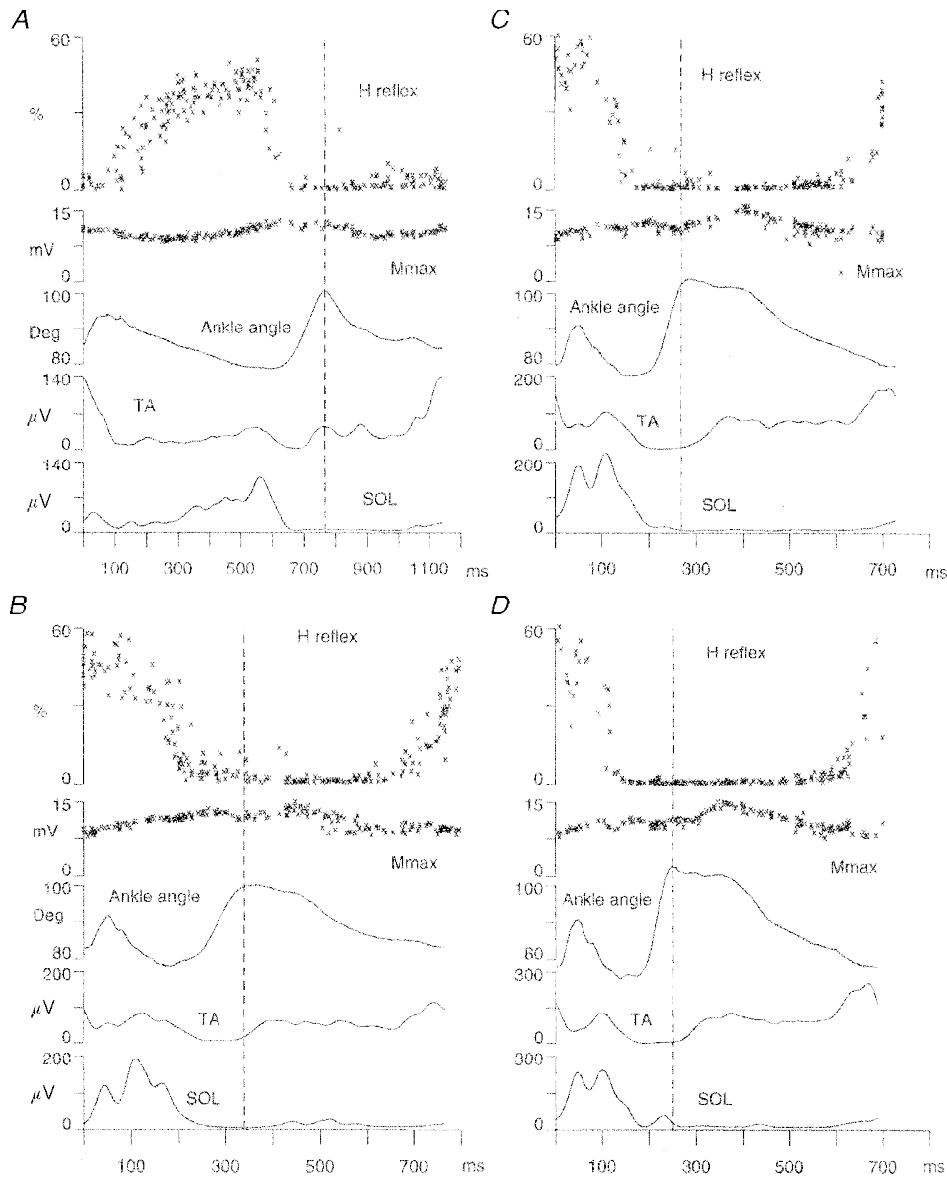 A
60
H reflex
%
0
15
mV
0
Mmax
100
Ankle angle
Deg
80
140
TA
μV
0
140
μV
SOL
0
100 300 500 700 900 1100 ms
C
60
H reflex
0
15
0
Mmax
100
Ankle angle
80
200
TA
0
200
SOL
0
100 300 500 700 ms
B
60
H reflex
%
0
15
mV
0
Mmax
100
Ankle angle
Deg
80
200
μV
TA
0
200
μV
SOL
0
100 300 500 700 ms
D
60
H reflex
0
15
0
Mmax
100
Ankle angle
80
300
TA
0
300
SOL
0
100 300 500 700 ms